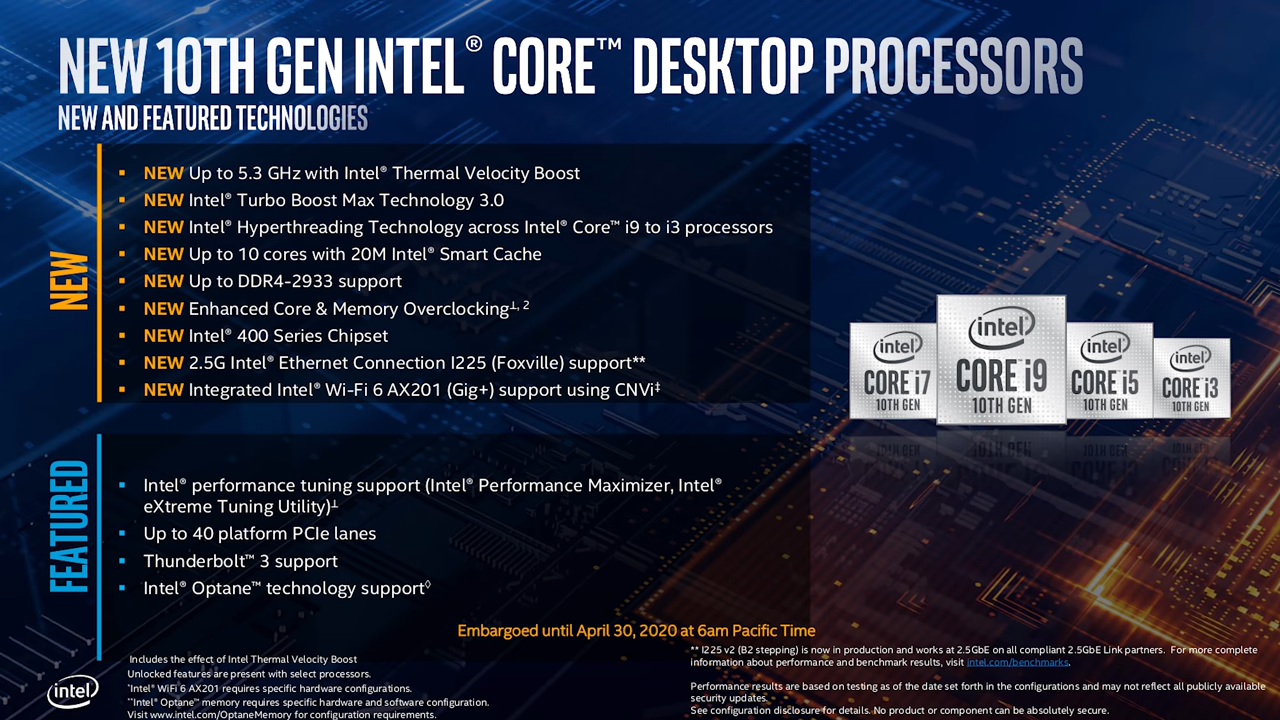 NEW 10TH GEN INTEL® CORE™ DESKTOP PROCESSORS
NEW AND FEATURED TECHNOLOGIES
NEW
▪ NEW Up to 5.3 GHz with Intel® Thermal Velocity Boost
▪ NEW Intel® Turbo Boost Max Technology 3.0
▪ NEW Intel® Hyperthreading Technology across Intel® Core™ i9 to i3 processors
▪ NEW Up to 10 cores with 20M Intel® Smart Cache
▪ NEW Up to DDR4-2933 support
▪ NEW Enhanced Core & Memory Overclocking⊥, 2
▪ NEW Intel® 400 Series Chipset
▪ NEW 2.5G Intel® Ethernet Connection I225 (Foxville) support**
▪ NEW Integrated Intel® Wi-Fi 6 AX201 (Gig+) support using CNVi‡
intel®
CORE™ i7
10TH GEN
intel®
CORE™ i9
10TH GEN
intel®
CORE™ i5
10TH GEN
intel®
CORE™ i3
10TH GEN
FEATURED
▪ Intel® performance tuning support (Intel® Performance Maximizer, Intel®
eXtreme Tuning Utility)⊥
▪ Up to 40 platform PCIe lanes
▪ Thunderbolt™ 3 support
▪ Intel® Optane™ technology support◊
Embargoed until April 30, 2020 at 6am Pacific Time
intel®
Includes the effect of Intel Thermal Velocity Boost
Unlocked features are present with select processors.
*Intel® WiFi 6 AX201 requires specific hardware configurations.
**Intel® Optane™ memory requires specific hardware and software configuration.
Visit www.intel.com/OptaneMemory for configuration requirements.
** I225 v2 (B2 stepping) is now in production and works at 2.5GbE on all compliant 2.5GbE Link partners. For more complete
information about performance and benchmark results, visit intel.com/benchmarks.
Performance results are based on testing as of the date set forth in the configurations and may not reflect all publicly available
security updates.
See configuration disclosure for details. No product or component can be absolutely secure.